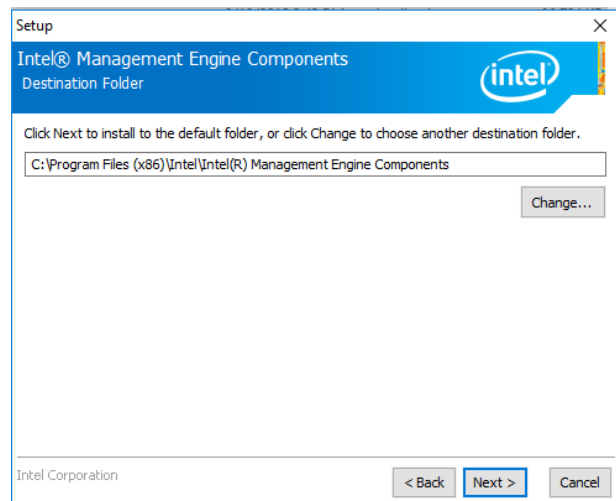 Setup
Intel® Management Engine Components
Destination Folder
intel
Click Next to install to the default folder, or click Change to choose another destination folder.
C:\Program Files (x86)\Intel\Intel(R) Management Engine Components
Change...
Intel Corporation
< Back
Next >
Cancel